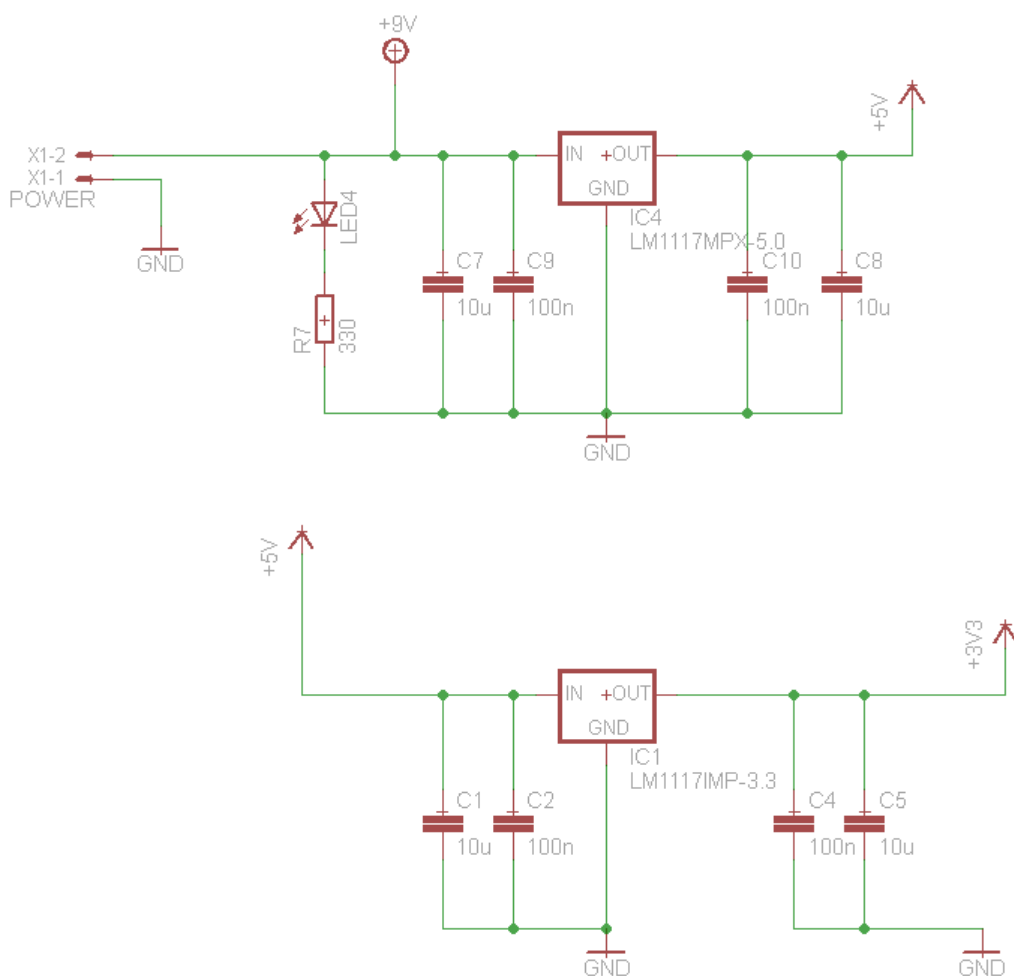 +9V
+5V
X1-2
X1-1
POWER
GND
LED4
R7
330
C7
10u
C9
100n
IN
+OUT
GND
IC4
LM1117MPX-5.0
C10
100n
C8
10u
GND
+5V
+3V3
IN
+OUT
GND
IC1
LM1117IMP-3.3
C1
10u
C2
100n
C4
100n
C5
10u
GND
GND